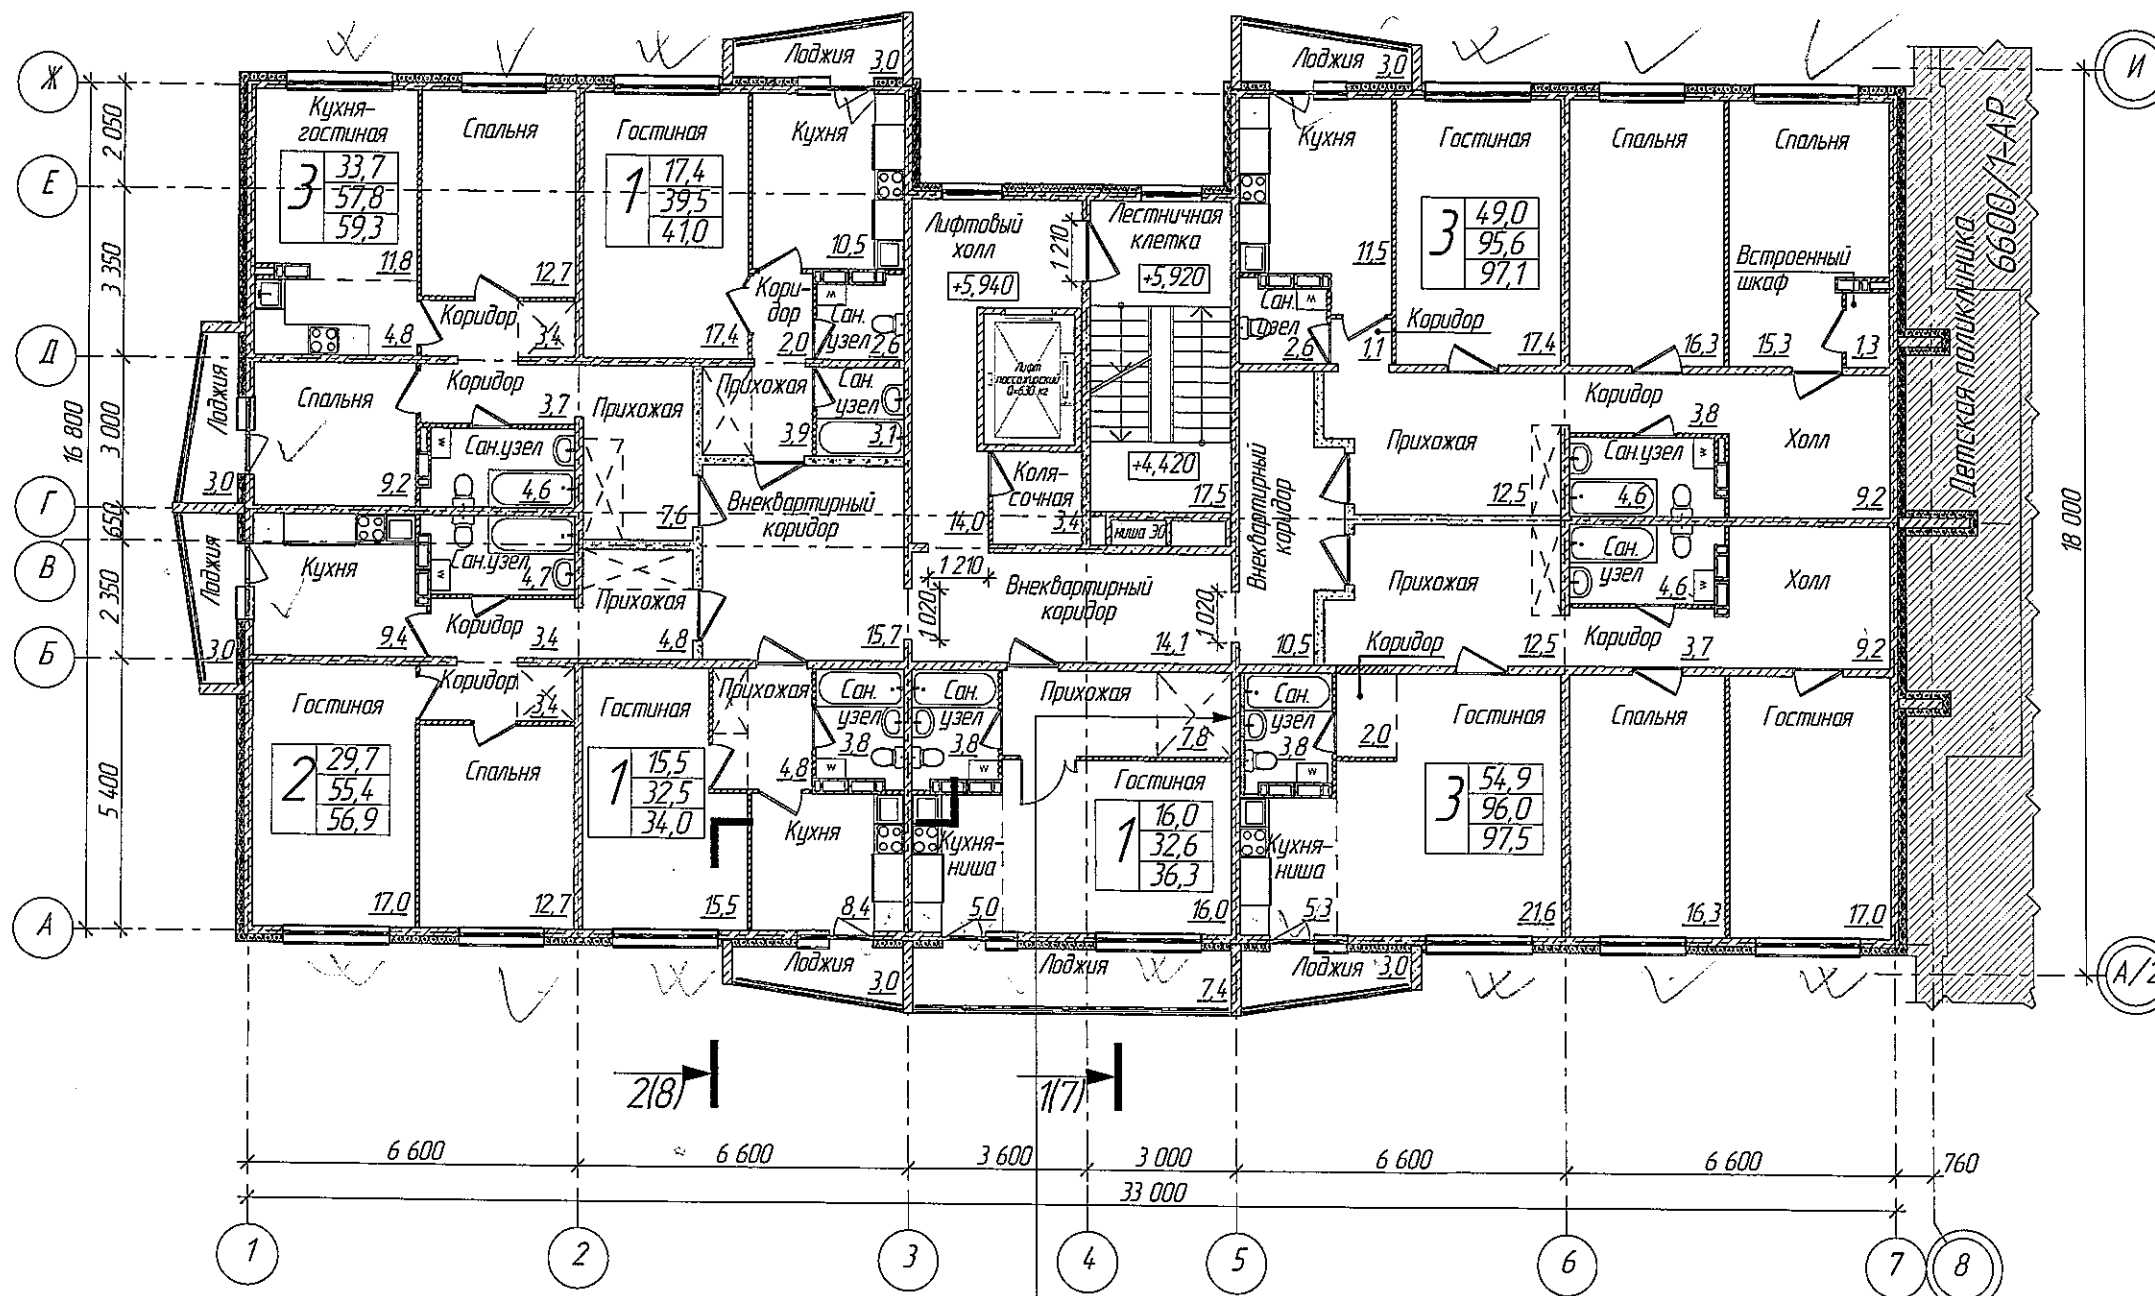 Ж
Е
Д
Г
В
Б
А
И
А/2
2 050
3 350
3 000
650
2 350
5 400
16 800
18 000
Лоджия
3,0
Лоджия
3,0
Кухня-
гостиная
3
33,7
57,8
59,3
11,8
4,8
Спальня
12,7
Коридор
3,4
Гостиная
1
17,4
39,5
41,0
17,4
Кухня
10,5
Кори-
дор
2,0
W
Сан.
узел
2,6
Лифтовый
холл
+5,940
14,0
1 210
Лестничная
клетка
+5,920
+4,420
17,5
Лифт
пассажирский
Q=630 кг
Коля-
сочная
3,4
ниша ЭО
Кухня
11,5
W
Сан.
узел
2,6
1,1
Коридор
Гостиная
3
49,0
95,6
97,1
17,4
Спальня
16,3
Спальня
Встроенный
шкаф
15,3
1,3
Детская поликлиника
6600/1-АР
Лоджия
3,0
Спальня
9,2
Коридор
3,7
W
Сан.узел
4,6
Прихожая
7,6
Прихожая
3,9
Сан.
узел
3,1
Внеквартирный
коридор
15,7
Внеквартирный
коридор
10,5
Прихожая
12,5
Коридор
3,8
Сан.узел
W
4,6
Холл
9,2
Лоджия
3,0
Кухня
9,4
Сан.узел
W
4,7
Коридор
3,4
Прихожая
4,8
1 210
1 020
Внеквартирный
коридор
14,1
1 020
Прихожая
12,5
Сан.
узел
4,6
W
Коридор
3,7
Холл
9,2
Коридор
Гостиная
2
29,7
55,4
56,9
17,0
Коридор
3,4
Спальня
12,7
Гостиная
1
15,5
32,5
34,0
15,5
Прихожая
4,8
Сан.
узел
3,8
W
Кухня
8,4
Сан.
узел
3,8
W
Прихожая
7,8
Кухня-
ниша
5,0
Гостиная
1
16,0
32,6
36,3
16,0
Сан.
узел
3,8
W
2,0
Кухня-
ниша
5,3
Гостиная
3
54,9
96,0
97,5
21,6
Спальня
16,3
Гостиная
17,0
Лоджия
3,0
Лоджия
7,4
Лоджия
3,0
2(8)
1(7)
6 600
6 600
3 600
3 000
6 600
6 600
760
33 000
1
2
3
4
5
6
7
8